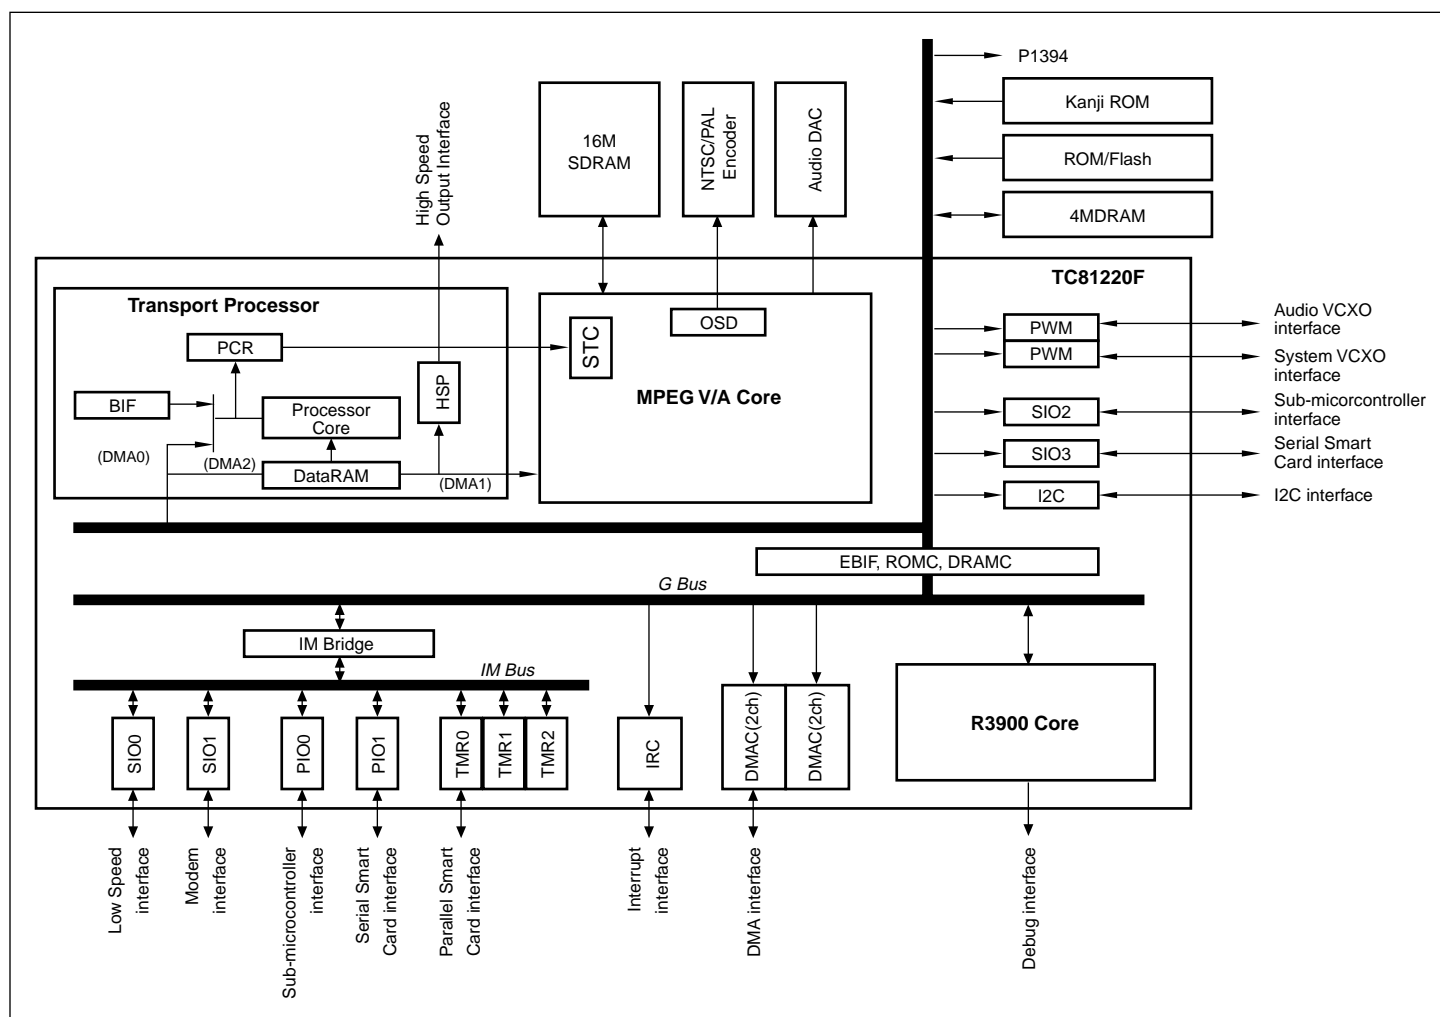 P1394
Kanji ROM
ROM/Flash
4MDRAM
High Speed
Output Interface
16M
SDRAM
NTSC/PAL
Encoder
Audio DAC
TC81220F
Transport Processor
PCR
BIF
Processor
Core
HSP
(DMA0)
(DMA2)
DataRAM
(DMA1)
STC
OSD
MPEG V/A Core
PWM
Audio VCXO
interface
PWM
System VCXO
interface
SIO2
Sub-micorcontroller
interface
SIO3
Serial Smart
Card interface
I2C
I2C interface
EBIF, ROMC, DRAMC
G Bus
IM Bridge
IM Bus
SIO0
SIO1
PIO0
PIO1
TMR0
TMR1
TMR2
IRC
DMAC(2ch)
DMAC(2ch)
R3900 Core
Low Speed
interface
Modem
interface
Sub-microcontroller
interface
Serial Smart
Card interface
Parallel Smart
Card interface
Interrupt
interface
DMA interface
Debug interface